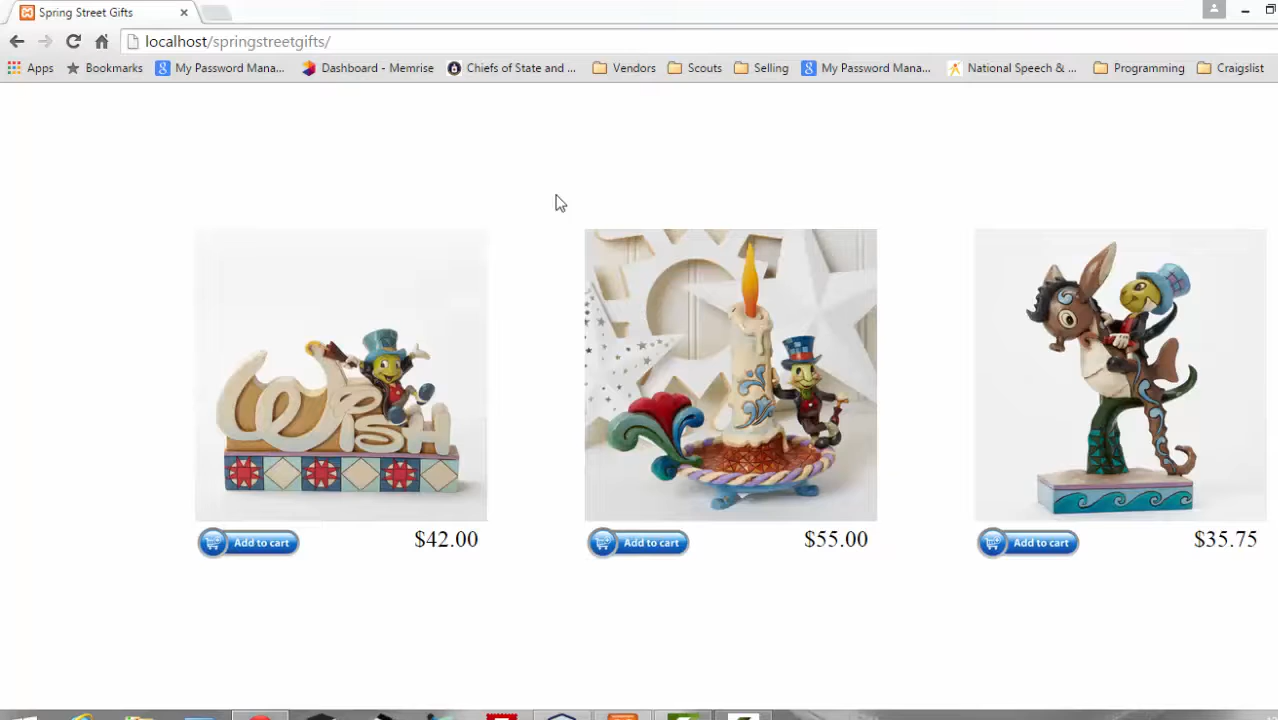 Spring Street Gifts
localhost/springstreetgifts/
Apps Bookmarks My Password Mana... Dashboard - Memrise Chiefs of State and ... Vendors Scouts Selling My Password Mana... National Speech & ... Programming Craigslist
WisH
Add to cart $42.00 Add to cart $55.00 Add to cart $35.75